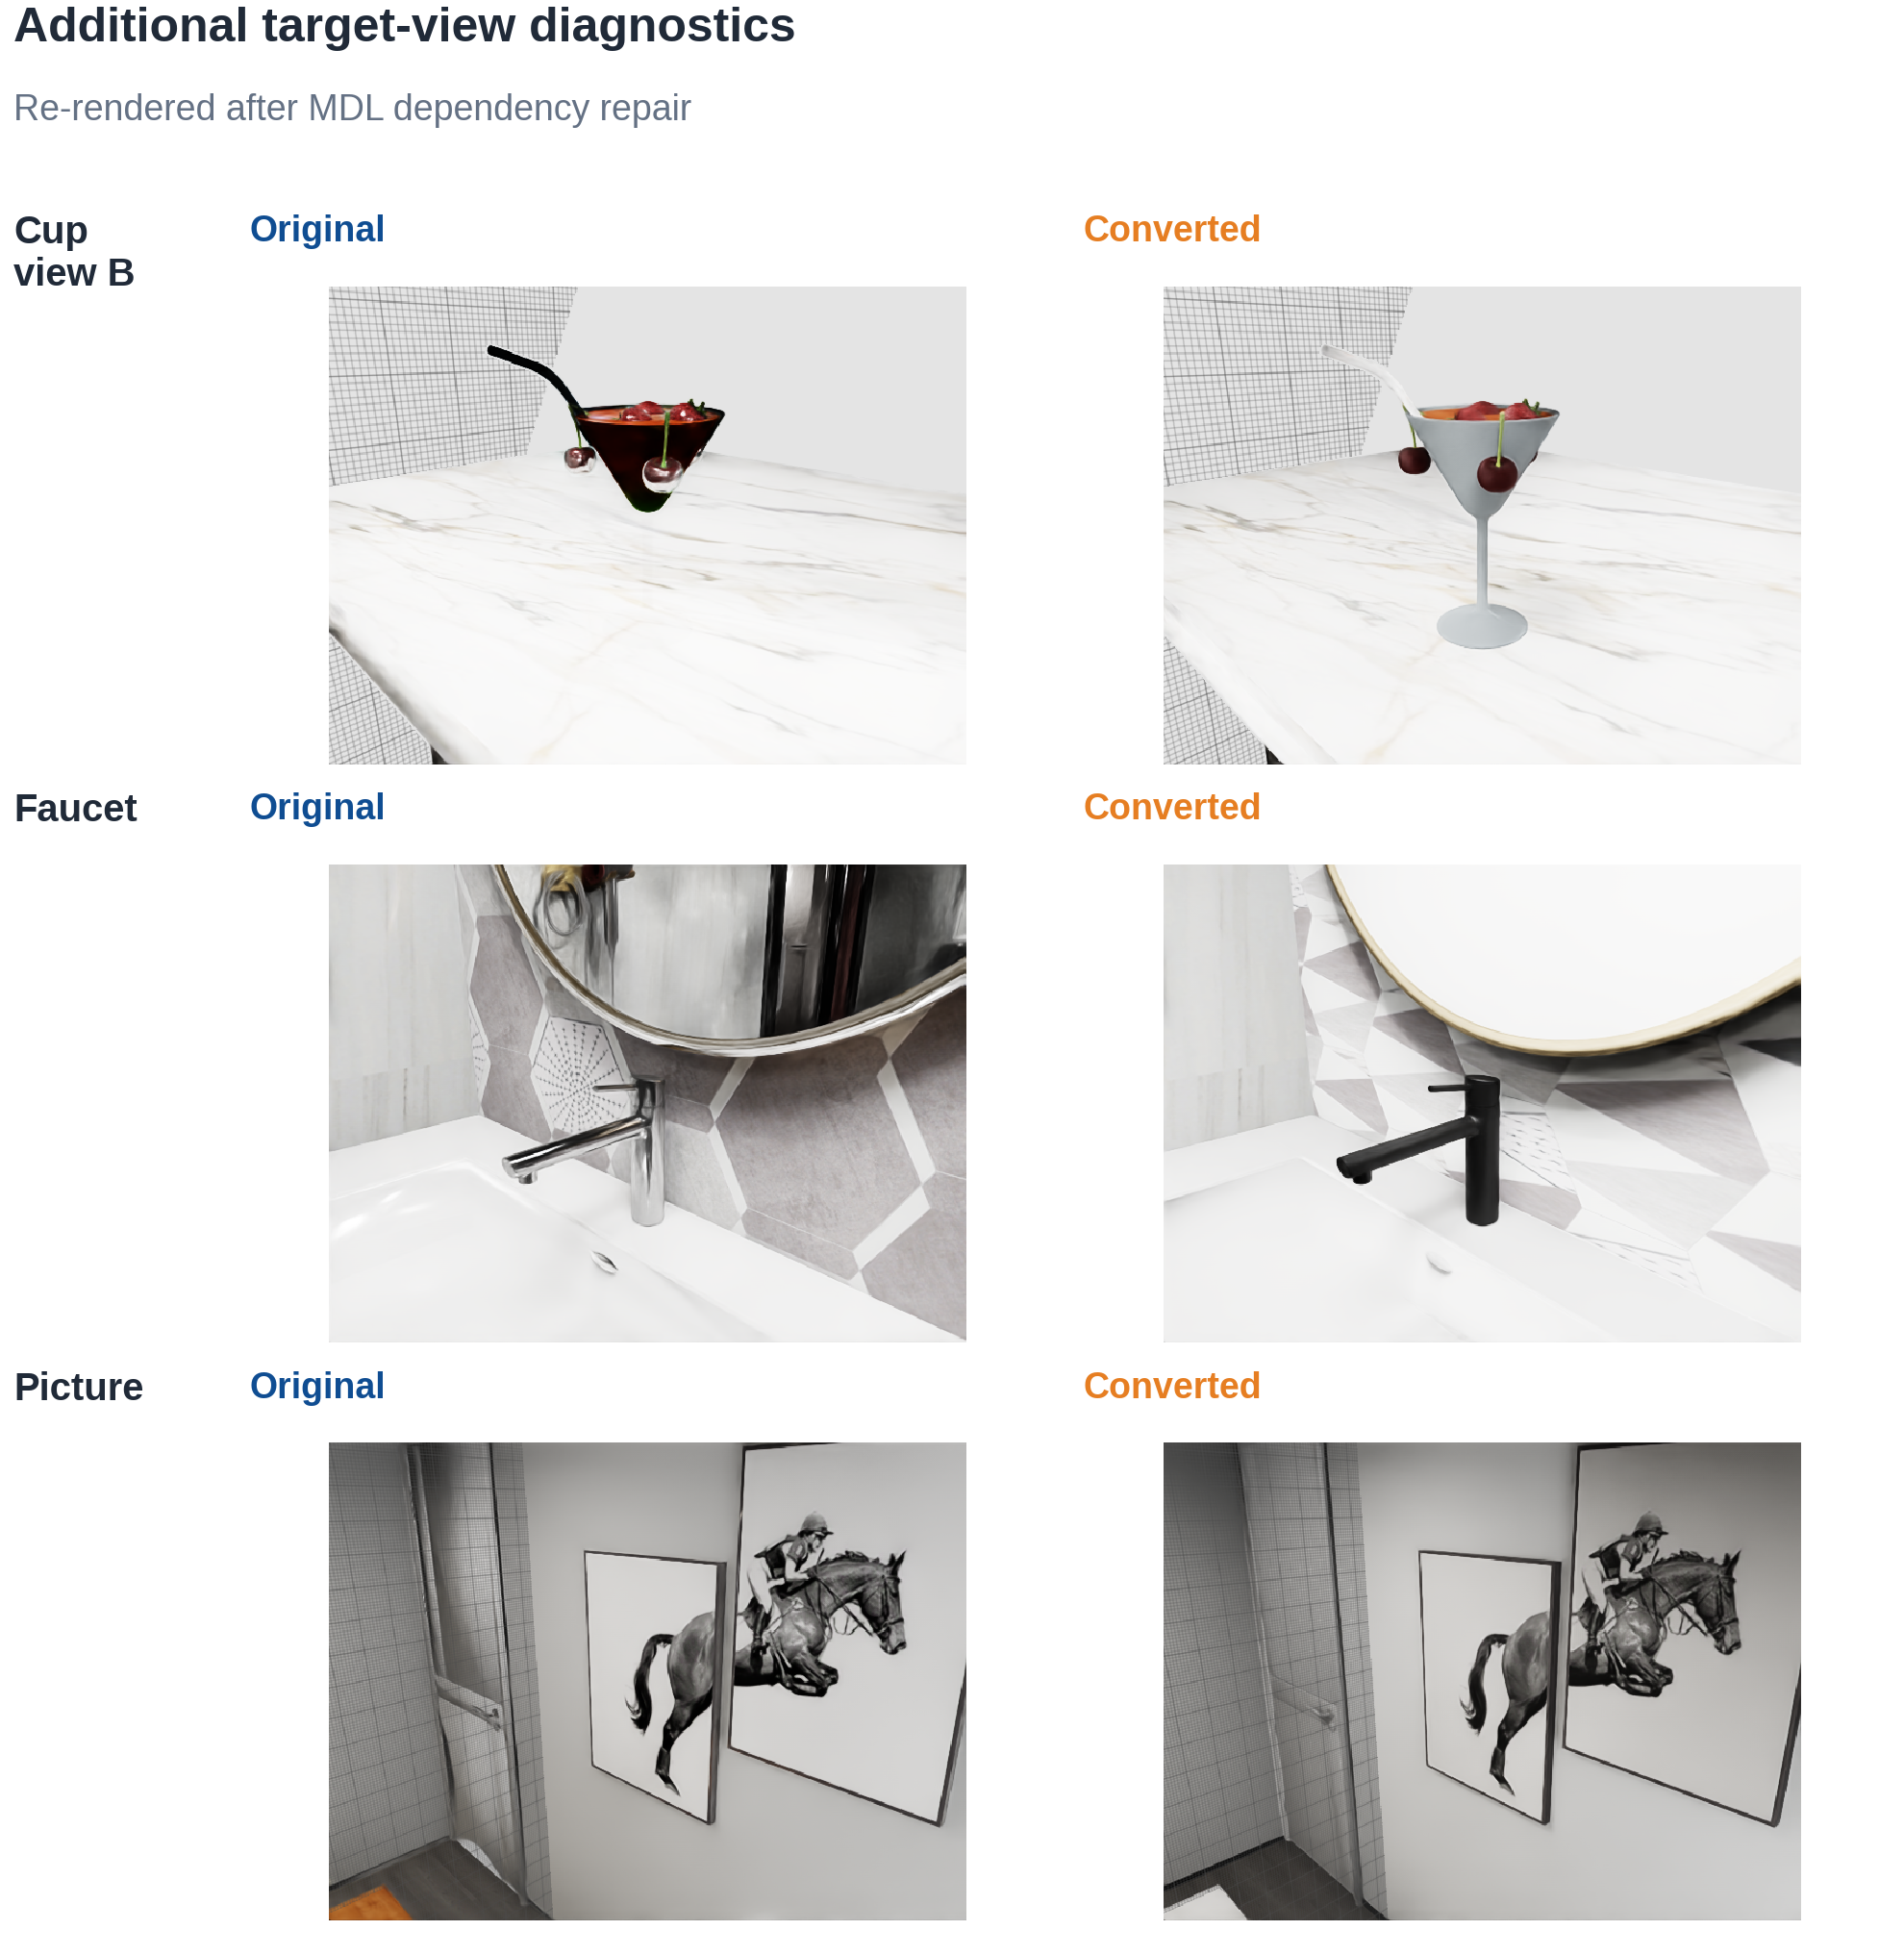 Additional target-view diagnostics
Re-rendered after MDL dependency repair
Cup
view B
Original
Converted
Faucet
Original
Converted
Picture
Original
Converted